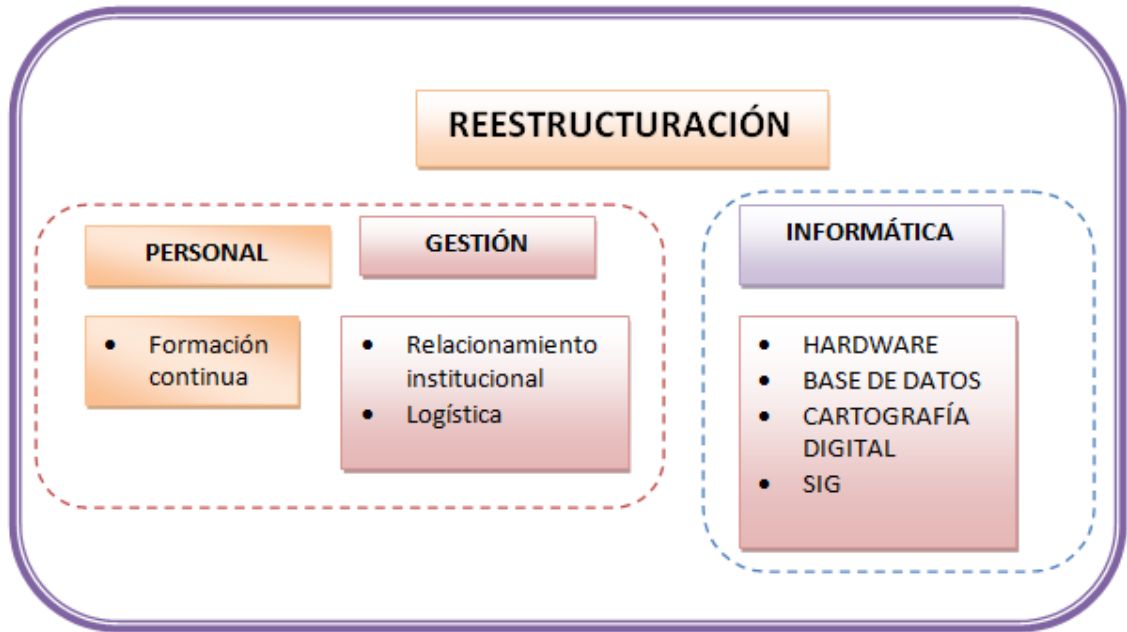 REESTRUCTURACIÓN
PERSONAL
• Formación
continua
GESTIÓN
• Relacionamiento
institucional
• Logística
INFORMÁTICA
• HARDWARE
• BASE DE DATOS
• CARTOGRAFÍA
DIGITAL
• SIG